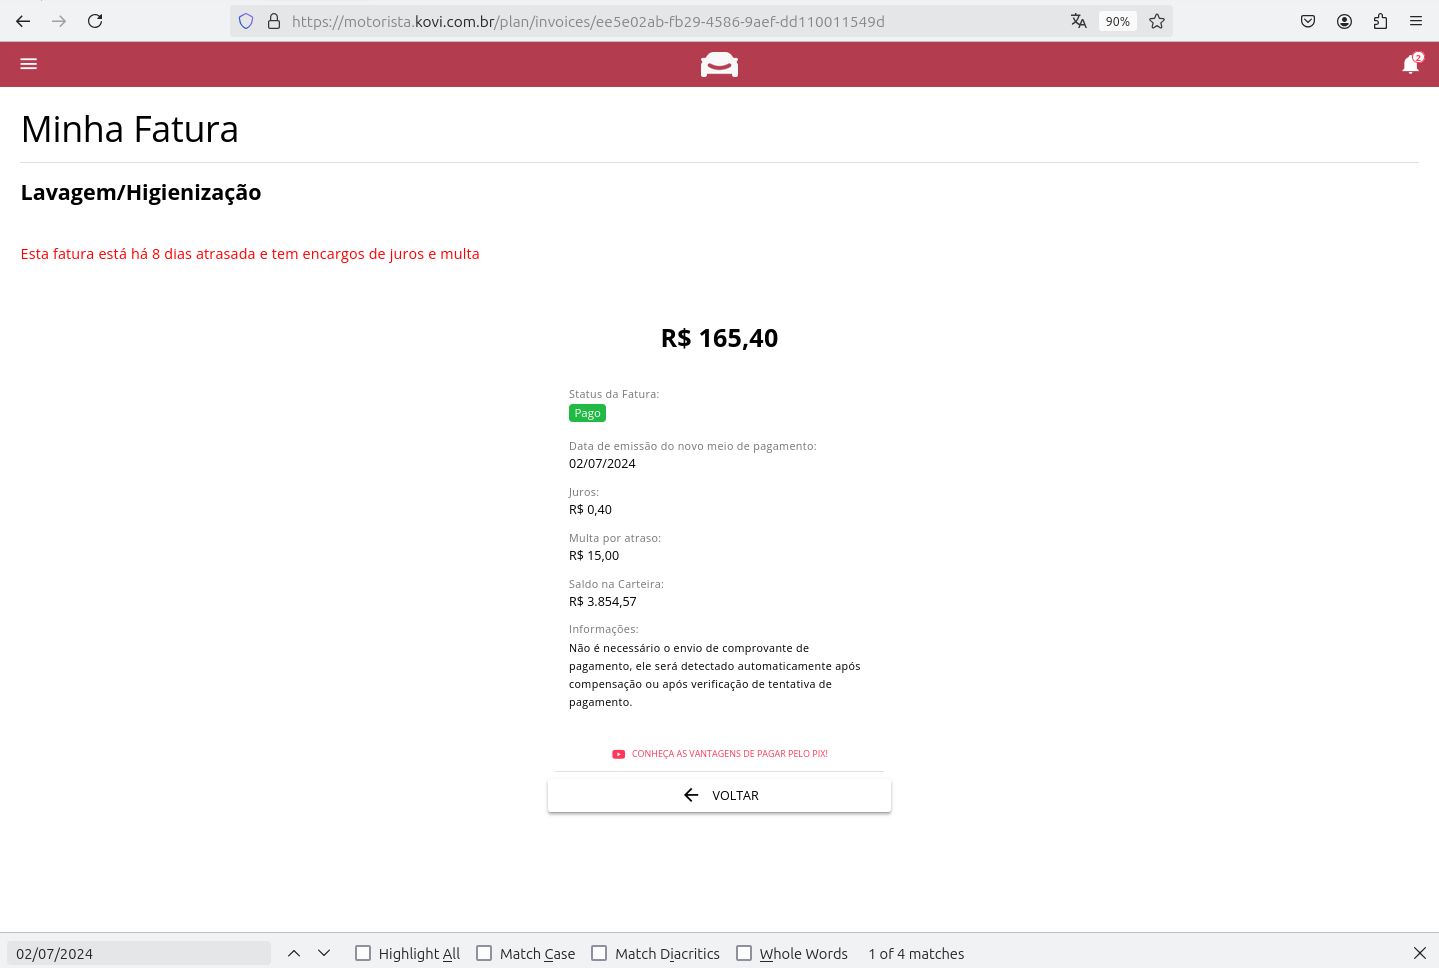 https://motorista.kovi.com.br/plan/invoices/ee5e02ab-fb29-4586-9aef-dd110011549d
90%
2
Minha Fatura
Lavagem/Higienização
Esta fatura está há 8 dias atrasada e tem encargos de juros e multa
R$ 165,40
Status da Fatura:
Pago
Data de emissão do novo meio de pagamento:
02/07/2024
Juros:
R$ 0,40
Multa por atraso:
R$ 15,00
Saldo na Carteira:
R$ 3.854,57
Informações:
Não é necessário o envio de comprovante de
pagamento, ele será detectado automaticamente após
compensação ou após verificação de tentativa de
pagamento.
CONHEÇA AS VANTAGENS DE PAGAR PELO PIX!
VOLTAR
02/07/2024 Highlight All Match Case Match Diacritics Whole Words 1 of 4 matches